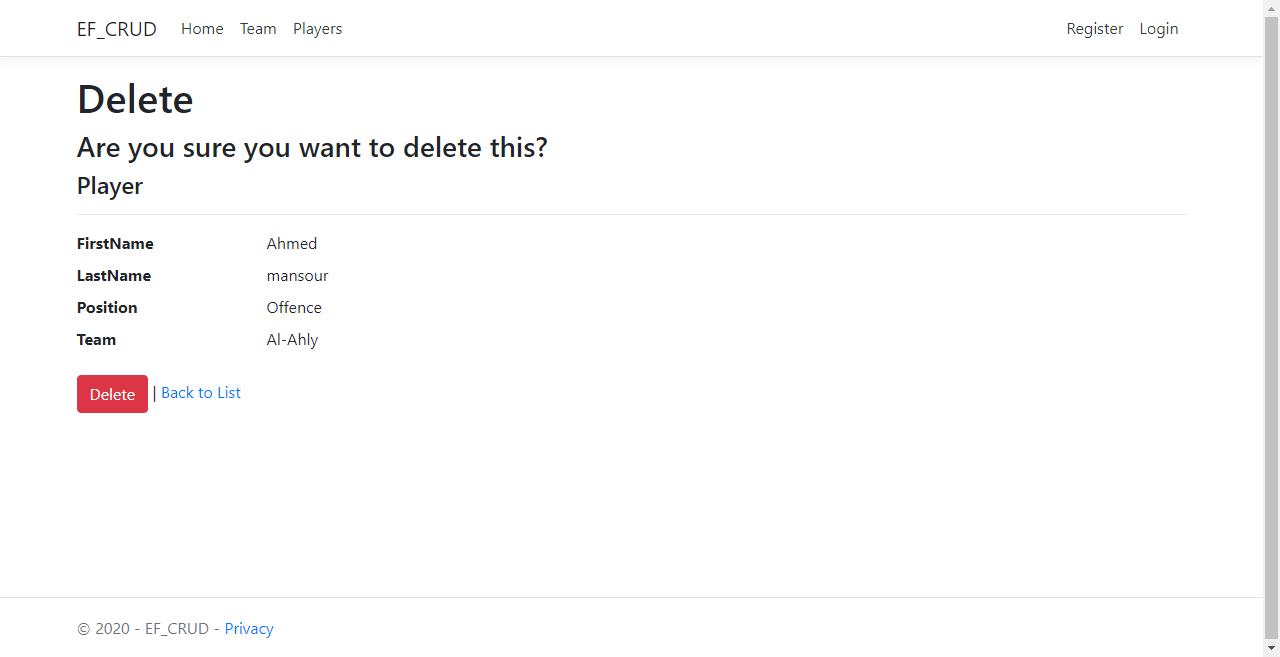 EF_CRUD Home Team Players Register Login
Delete
Are you sure you want to delete this?
Player
FirstName Ahmed
LastName mansour
Position Offence
Team Al-Ahly
Delete | Back to List
© 2020 - EF_CRUD - Privacy